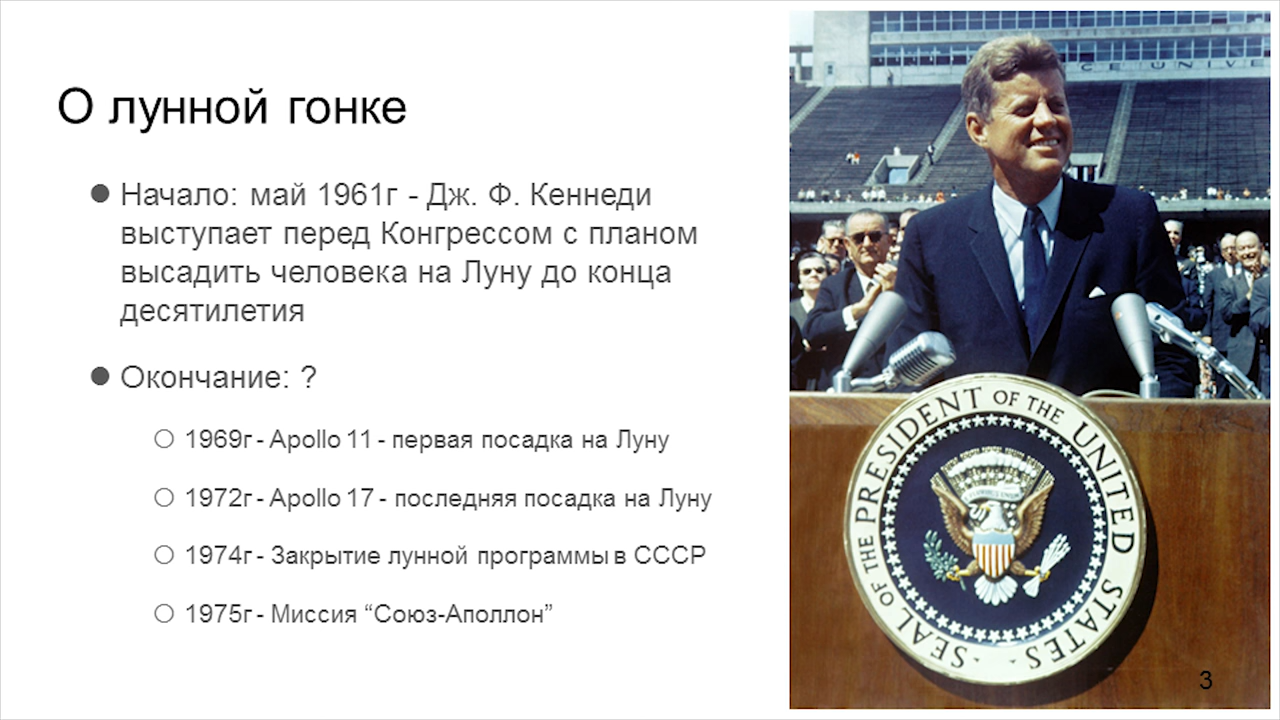 О лунной гонке
● Начало: май 1961г - Дж. Ф. Кеннеди
выступает перед Конгрессом с планом
высадить человека на Луну до конца
десятилетия
● Окончание: ?
○ 1969г - Apollo 11 - первая посадка на Луну
○ 1972г - Apollo 17 - последняя посадка на Луну
○ 1974г - Закрытие лунной программы в СССР
○ 1975г - Миссия “Союз-Аполлон”
CE UNIVE
SEAL OF THE PRESIDENT OF THE UNITED STATES
3